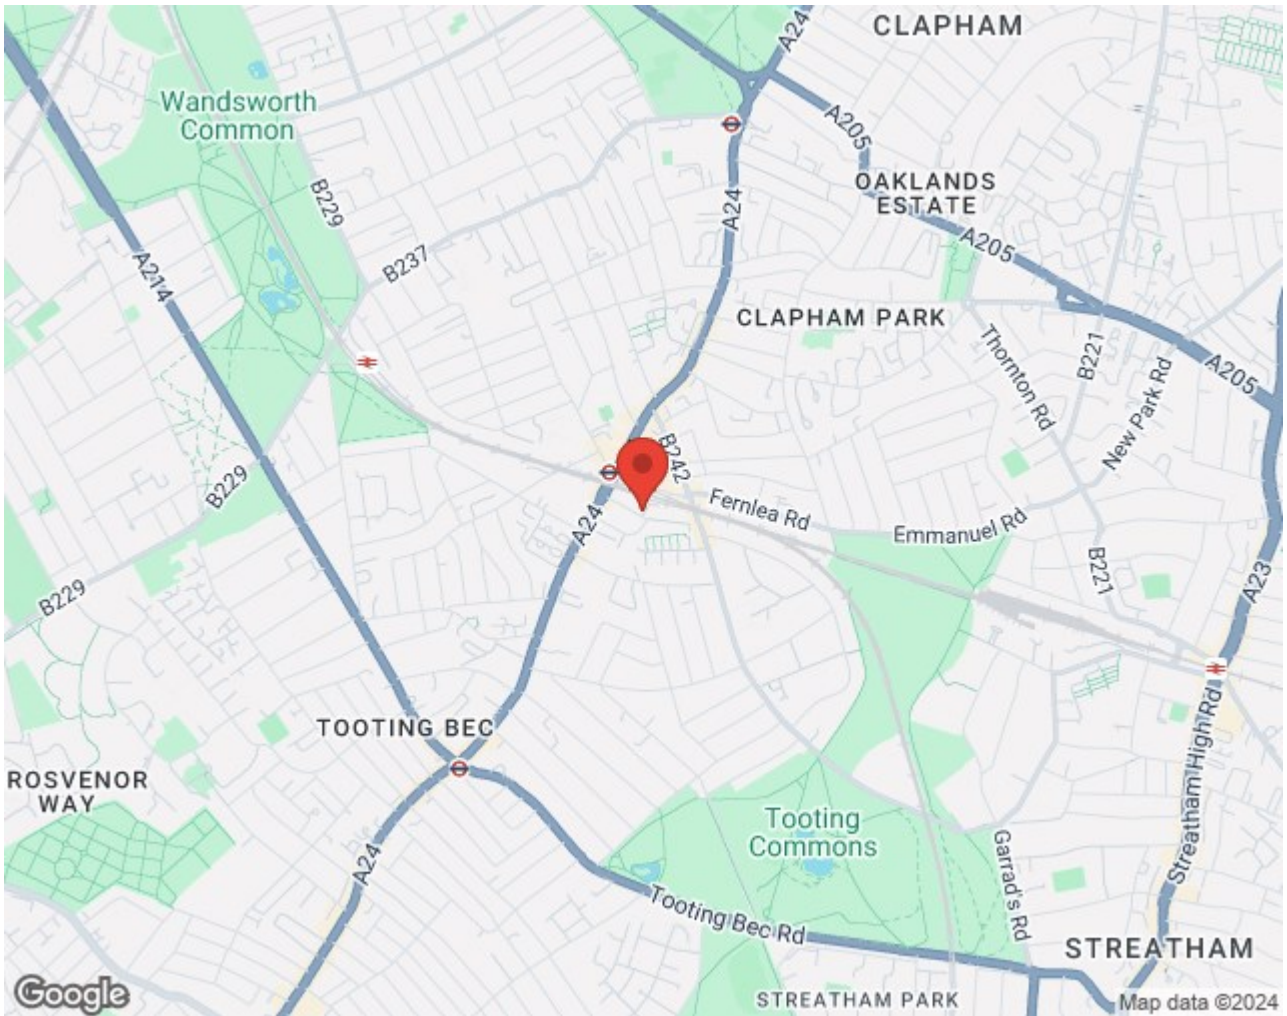 CLAPHAM
A24
Wandsworth
Common
A205
OAKLANDS
ESTATE
B229
A24
A205
B237
A214
CLAPHAM PARK
Thornton Rd
B221
New Park Rd
A205
B242
B229
Fernlea Rd
Emmanuel Rd
A24
B221
B229
A23
TOOTING BEC
Streatham High Rd
ROSVENOR
WAY
Tooting
Commons
A24
Garrad's Rd
Tooting Bec Rd
STREATHAM
STREATHAM PARK
Google
Map data ©2024